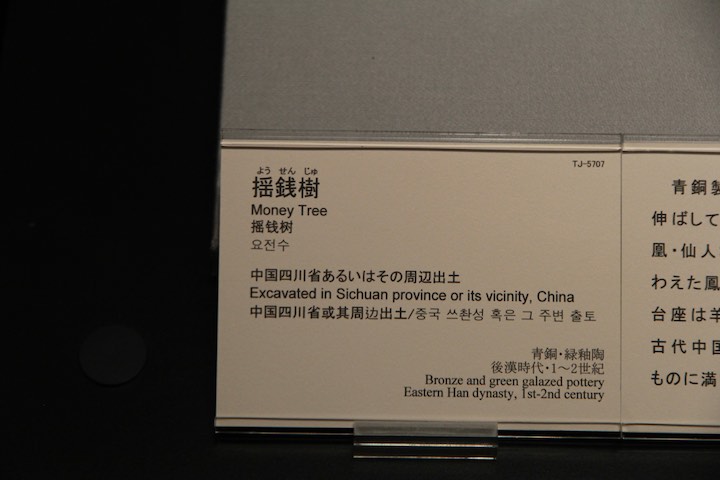 TJ-5707
よう せん じゅ
揺銭樹
Money Tree
摇钱树
요전수
中国四川省あるいはその周辺出土
Excavated in Sichuan province or its vicinity, China
中国四川省或其周边出土/중국 쓰촨성 혹은 그 주변 출토
青銅・緑釉陶
後漢時代・1～2世紀
Bronze and green galazed pottery
Eastern Han dynasty, 1st-2nd century
青銅製
伸ばして
凰・仙人
わえた鳳
台座は羊
古代中国
ものに満